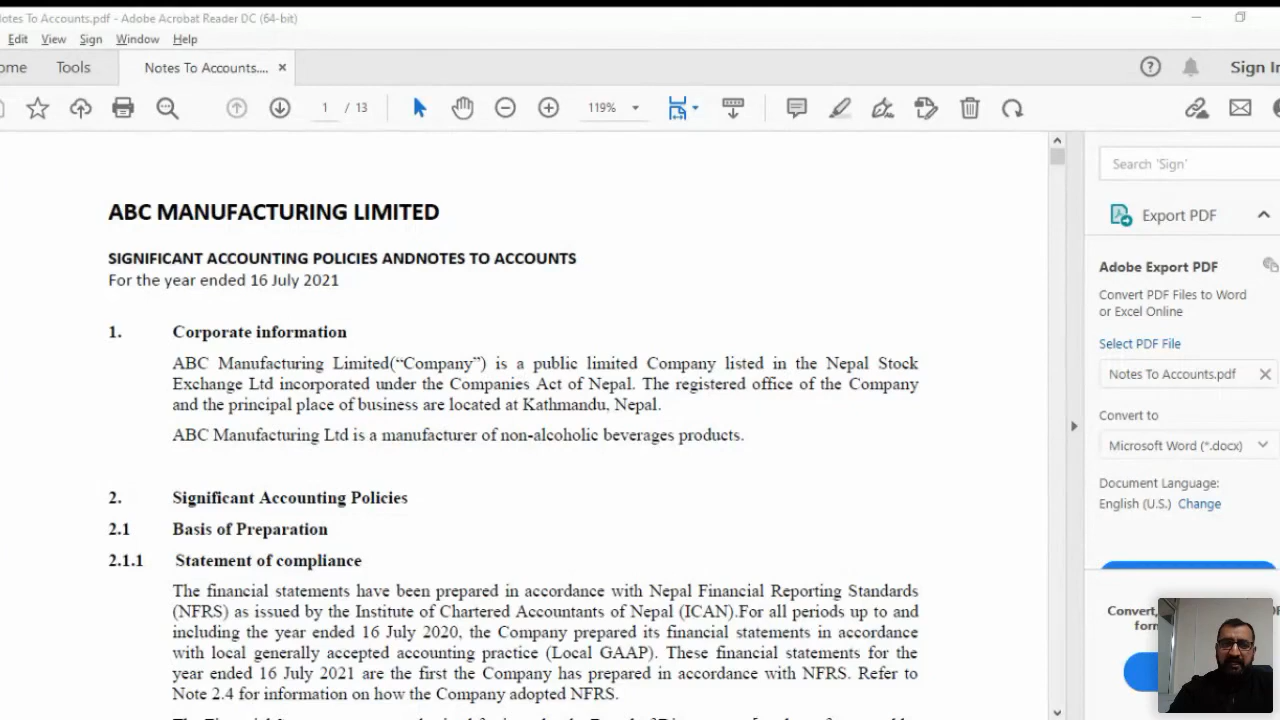 otes To Accounts.pdf - Adobe Acrobat Reader DC (64-bit)
Edit View Sign Window Help
ome Tools Notes To Accounts.... × Sign In
1 / 13 119%
ABC MANUFACTURING LIMITED
SIGNIFICANT ACCOUNTING POLICIES ANDNOTES TO ACCOUNTS
For the year ended 16 July 2021
1. Corporate information
ABC Manufacturing Limited(“Company”) is a public limited Company listed in the Nepal Stock
Exchange Ltd incorporated under the Companies Act of Nepal. The registered office of the Company
and the principal place of business are located at Kathmandu, Nepal.
ABC Manufacturing Ltd is a manufacturer of non-alcoholic beverages products.
2. Significant Accounting Policies
2.1 Basis of Preparation
2.1.1 Statement of compliance
The financial statements have been prepared in accordance with Nepal Financial Reporting Standards
(NFRS) as issued by the Institute of Chartered Accountants of Nepal (ICAN).For all periods up to and
including the year ended 16 July 2020, the Company prepared its financial statements in accordance
with local generally accepted accounting practice (Local GAAP). These financial statements for the
year ended 16 July 2021 are the first the Company has prepared in accordance with NFRS. Refer to
Note 2.4 for information on how the Company adopted NFRS.
Search 'Sign'
Export PDF
Adobe Export PDF
Convert PDF Files to Word
or Excel Online
Select PDF File
Notes To Accounts.pdf
Convert to
Microsoft Word (*.docx)
Document Language:
English (U.S.) Change
Convert,